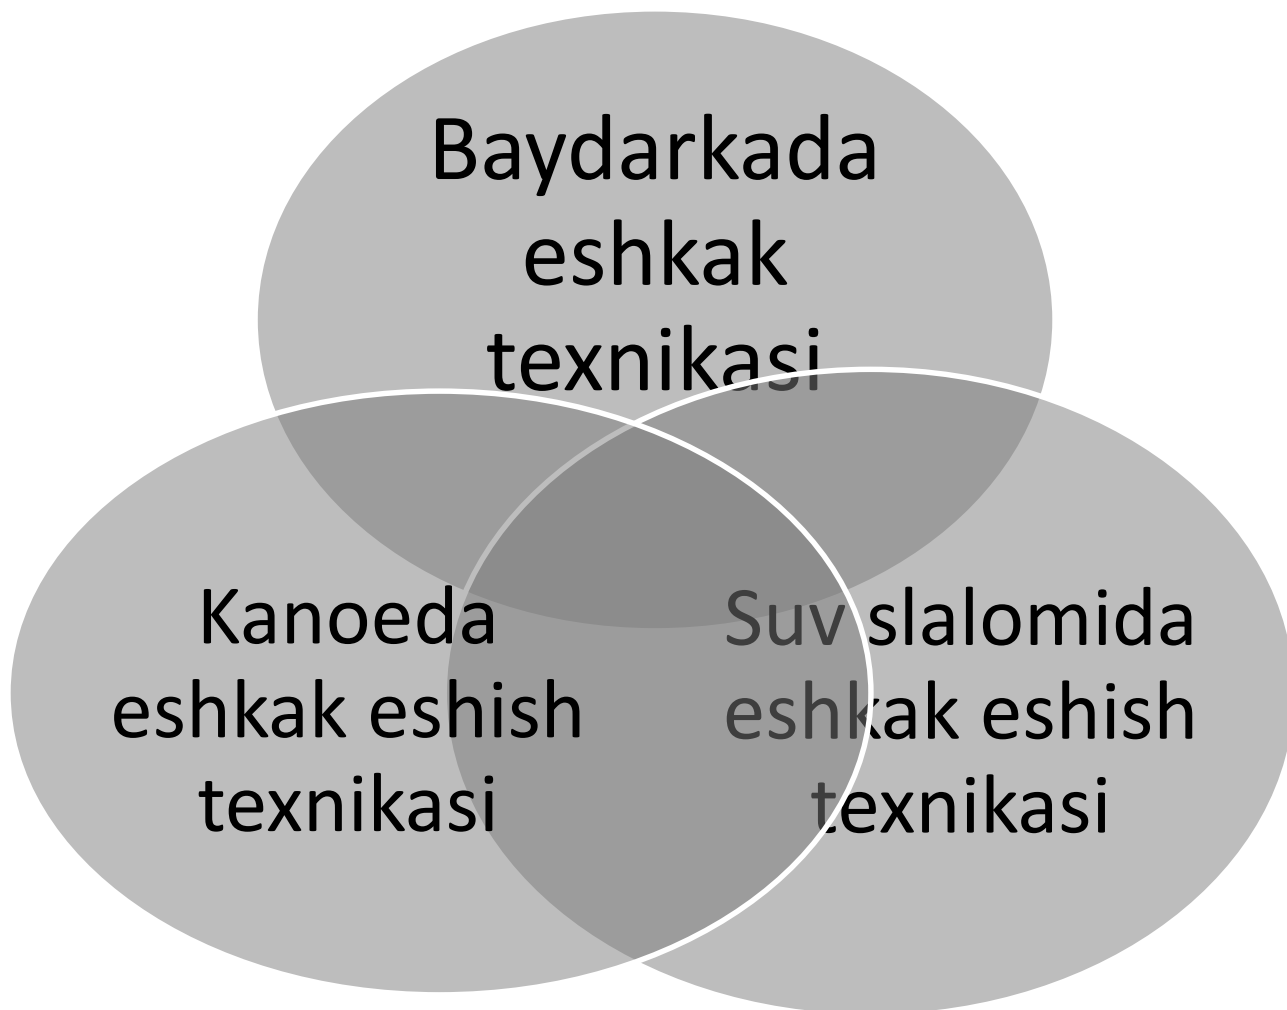 Baydarkada
eshkak
texnikasi
Kanoeda
eshkak eshish
texnikasi
Suv slalomida
eshkak eshish
texnikasi